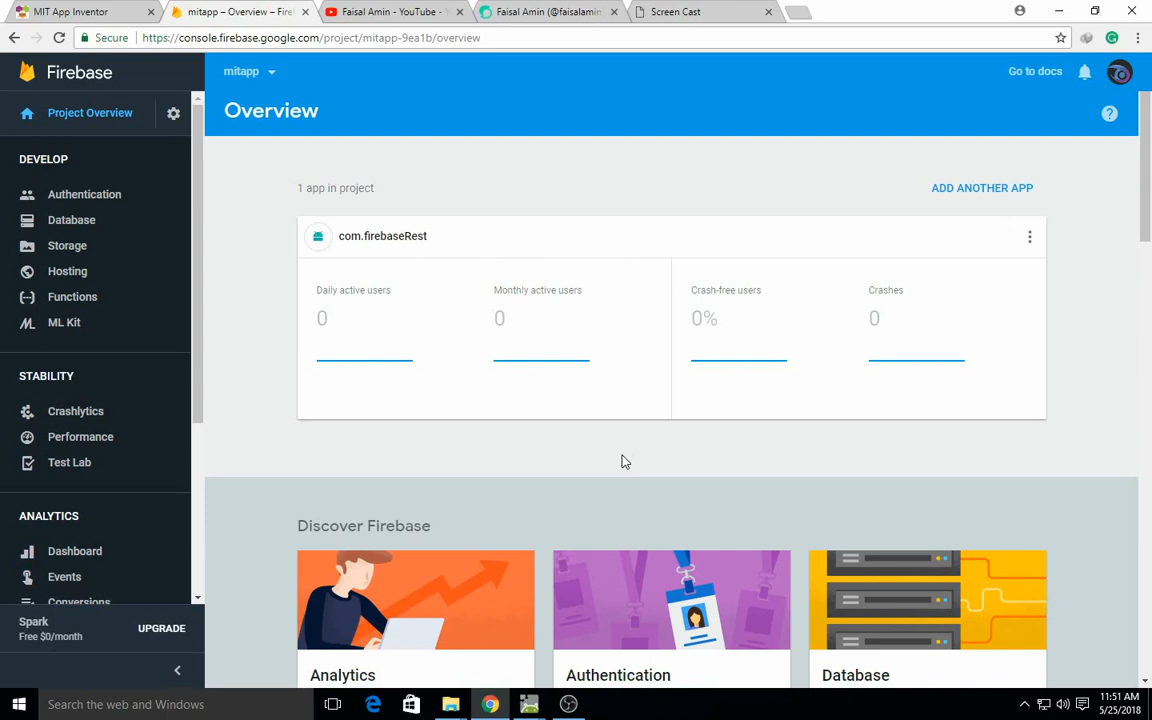 MIT App Inventor
mitapp – Overview – Fire
Faisal Amin - YouTube -
Faisal Amin (@faisalamin
Screen Cast
Secure
https://console.firebase.google.com/project/mitapp-9ea1b/overview
Firebase
mitapp
Go to docs
Project Overview
Overview
DEVELOP
Authentication
Database
Storage
Hosting
Functions
ML Kit
STABILITY
Crashlytics
Performance
Test Lab
ANALYTICS
Dashboard
Events
Conversions
Spark
Free $0/month
UPGRADE
1 app in project
ADD ANOTHER APP
com.firebaseRest
Daily active users
0
Monthly active users
0
Crash-free users
0%
Crashes
0
Discover Firebase
Analytics
Authentication
Database
Search the web and Windows
11:51 AM
5/25/2018